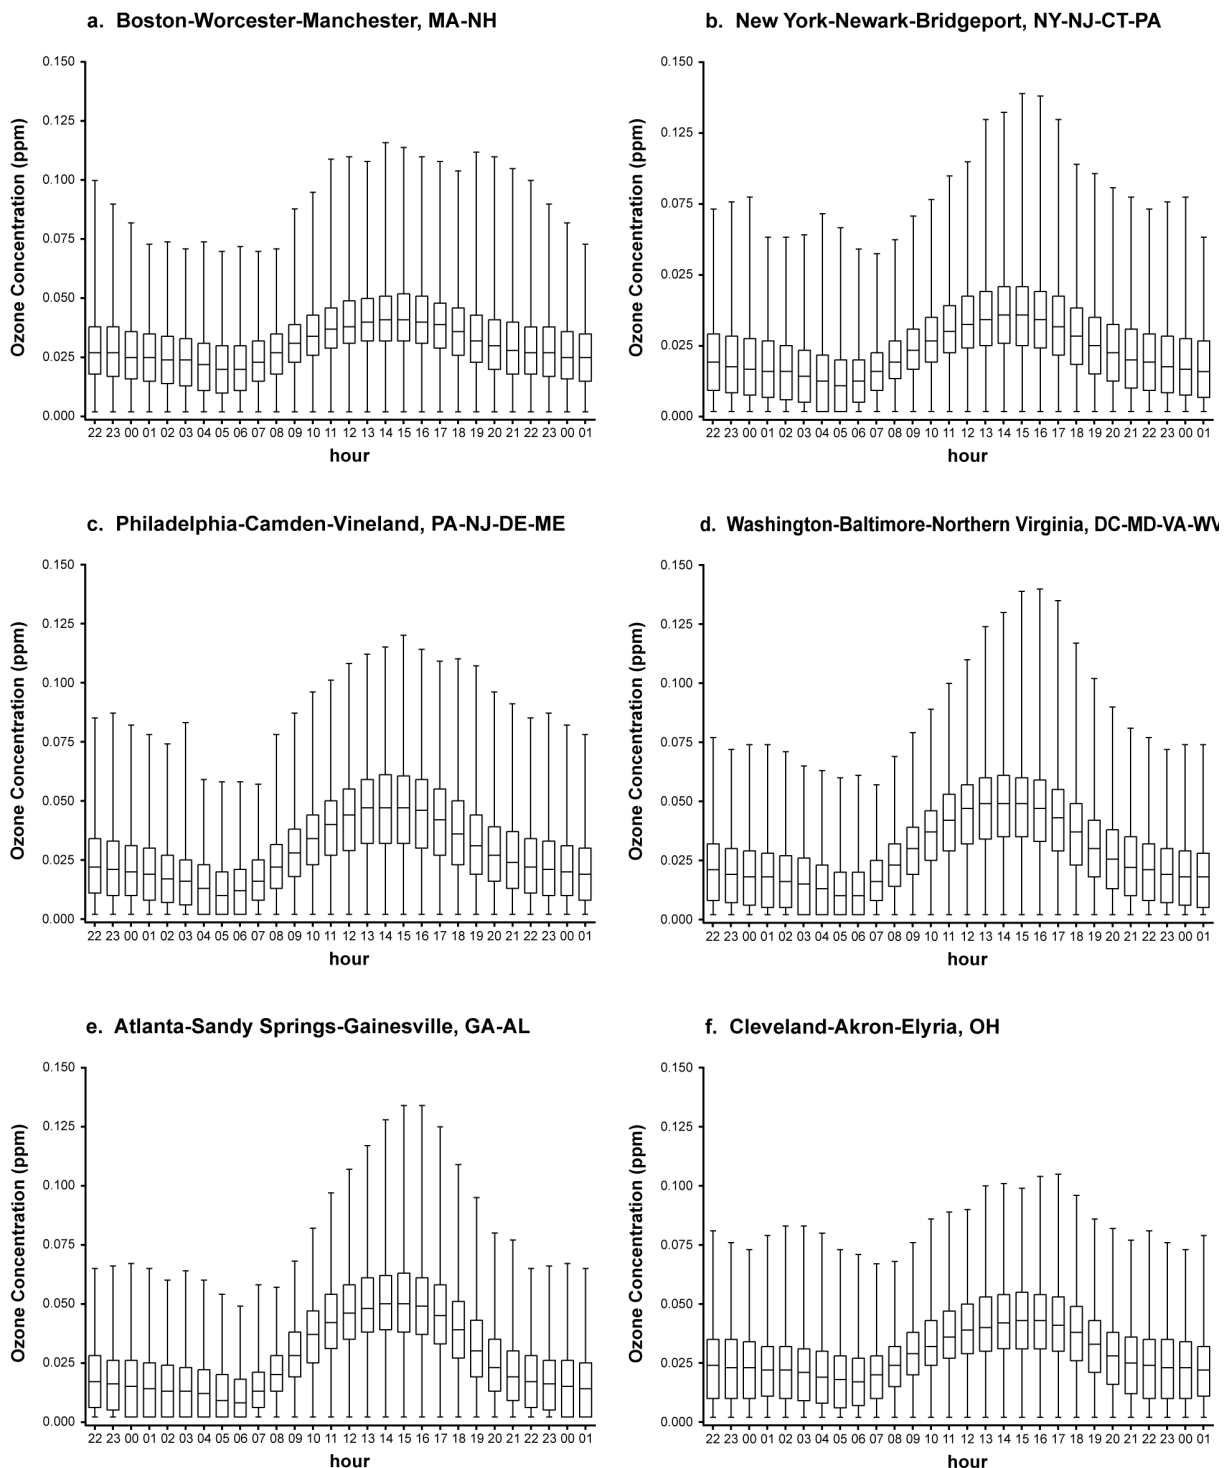 a. Boston-Worcester-Manchester, MA-NH
Ozone Concentration (ppm)
0.150
0.125
0.100
0.075
0.050
0.025
0.000
22 23 00 01 02 03 04 05 06 07 08 09 10 11 12 13 14 15 16 17 18 19 20 21 22 23 00 01
hour
b. New York-Newark-Bridgeport, NY-NJ-CT-PA
Ozone Concentration (ppm)
0.150
0.125
0.075
0.025
0.025
0.000
22 23 00 01 02 03 04 05 06 07 08 09 10 11 12 13 14 15 16 17 18 19 20 21 22 23 00 01
hour
c. Philadelphia-Camden-Vineland, PA-NJ-DE-ME
Ozone Concentration (ppm)
0.150
0.125
0.100
0.075
0.050
0.025
0.000
22 23 00 01 02 03 04 05 06 07 08 09 10 11 12 13 14 15 16 17 18 19 20 21 22 23 00 01
hour
d. Washington-Baltimore-Northern Virginia, DC-MD-VA-WV
Ozone Concentration (ppm)
0.150
0.125
0.100
0.075
0.050
0.025
0.000
22 23 00 01 02 03 04 05 06 07 08 09 10 11 12 13 14 15 16 17 18 19 20 21 22 23 00 01
hour
e. Atlanta-Sandy Springs-Gainesville, GA-AL
Ozone Concentration (ppm)
0.150
0.125
0.100
0.075
0.050
0.025
0.000
22 23 00 01 02 03 04 05 06 07 08 09 10 11 12 13 14 15 16 17 18 19 20 21 22 23 00 01
hour
f. Cleveland-Akron-Elyria, OH
Ozone Concentration (ppm)
0.150
0.125
0.100
0.075
0.050
0.025
0.000
22 23 00 01 02 03 04 05 06 07 08 09 10 11 12 13 14 15 16 17 18 19 20 21 22 23 00 01
hour